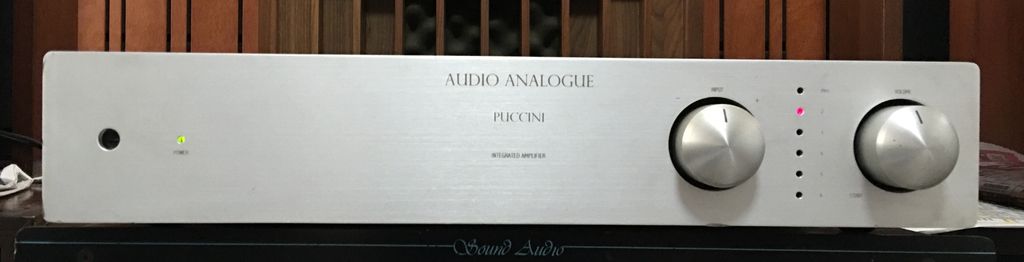 AUDIO ANALOGUE
PUCCINI
INTEGRATED AMPLIFIER
POWER
INPUT
- +
VOLUME
Sound Audio